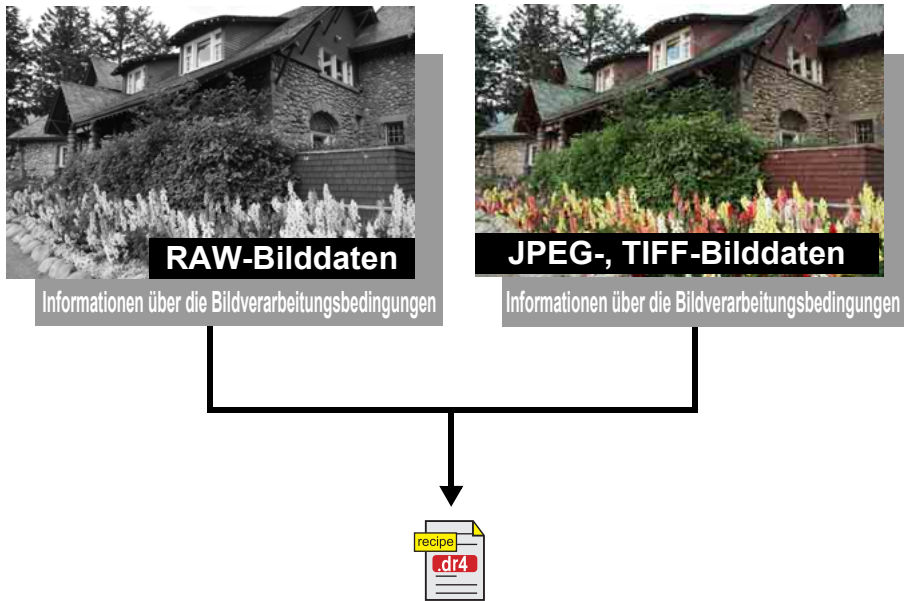 RAW-Bilddaten
Informationen über die Bildverarbeitungsbedingungen
JPEG-, TIFF-Bilddaten
Informationen über die Bildverarbeitungsbedingungen
recipe
.dr4